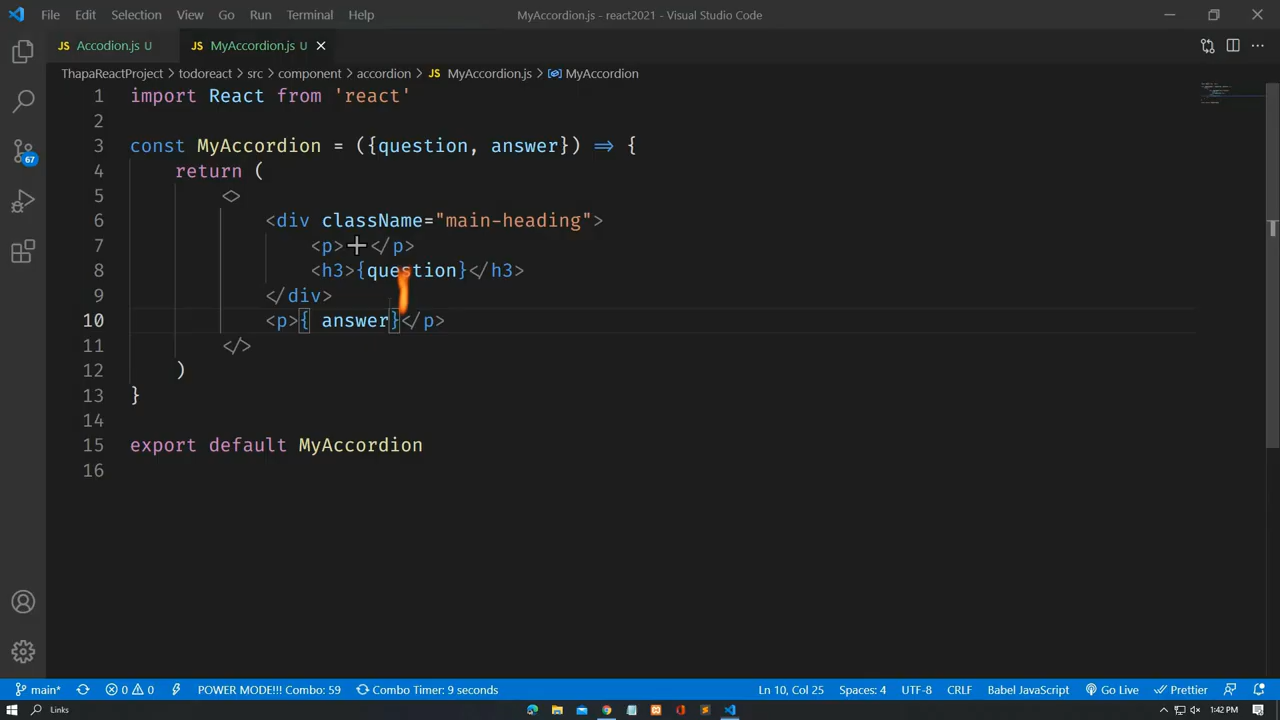 File Edit Selection View Go Run Terminal Help MyAccordion.js - react2021 - Visual Studio Code
JS Accodion.js U JS MyAccordion.js U
ThapaReactProject > todoreact > src > component > accordion > JS MyAccordion.js > MyAccordion
1 import React from 'react'
2
3 const MyAccordion = ({question, answer}) => {
4 return (
5 <>
6 <div className="main-heading">
7 <p>+</p>
8 <h3>{question}</h3>
9 </div>
10 <p>{ answer}</p>
11 </>
12 )
13 }
14
15 export default MyAccordion
16
67
main* 0 0 POWER MODE!!! Combo: 59 Combo Timer: 9 seconds Ln 10, Col 25 Spaces: 4 UTF-8 CRLF Babel JavaScript Go Live Prettier
Links 1:42 PM